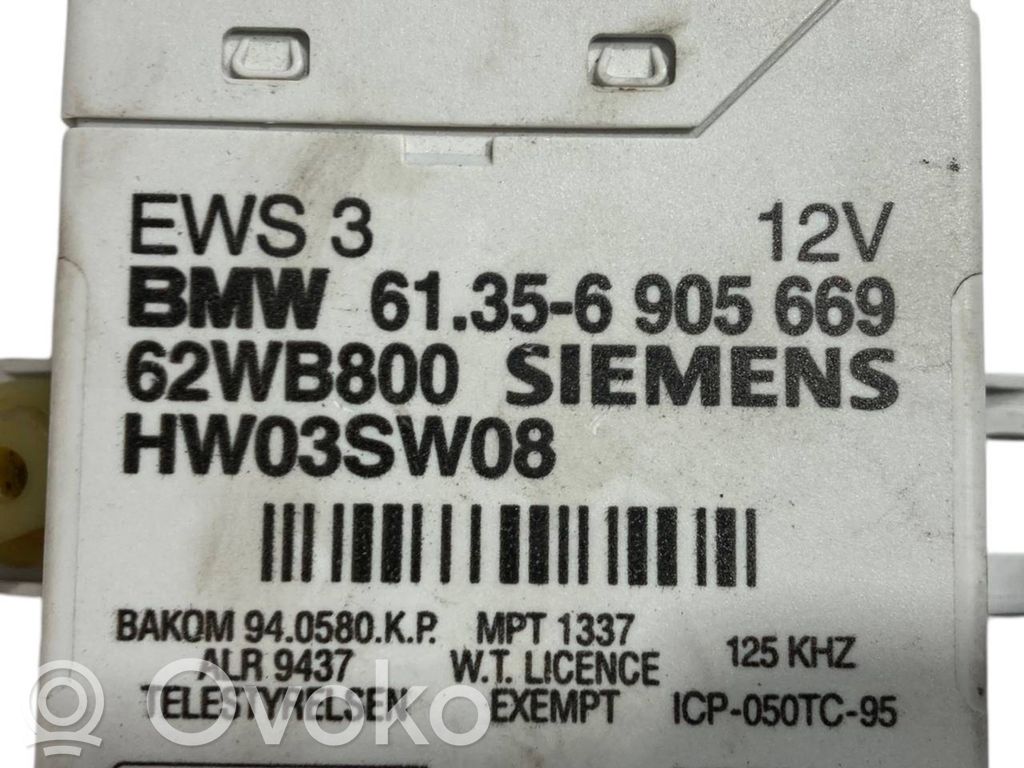 EWS 3 12V
BMW 61.35-6 905 669
62WB800 SIEMENS
HW03SW08
BAKOM 94.0580.K.P. MPT 1337
ALR 9437 W.T. LICENCE 125 KHZ
TELESTYRELSEN EXEMPT ICP-050TC-95
Ovoko